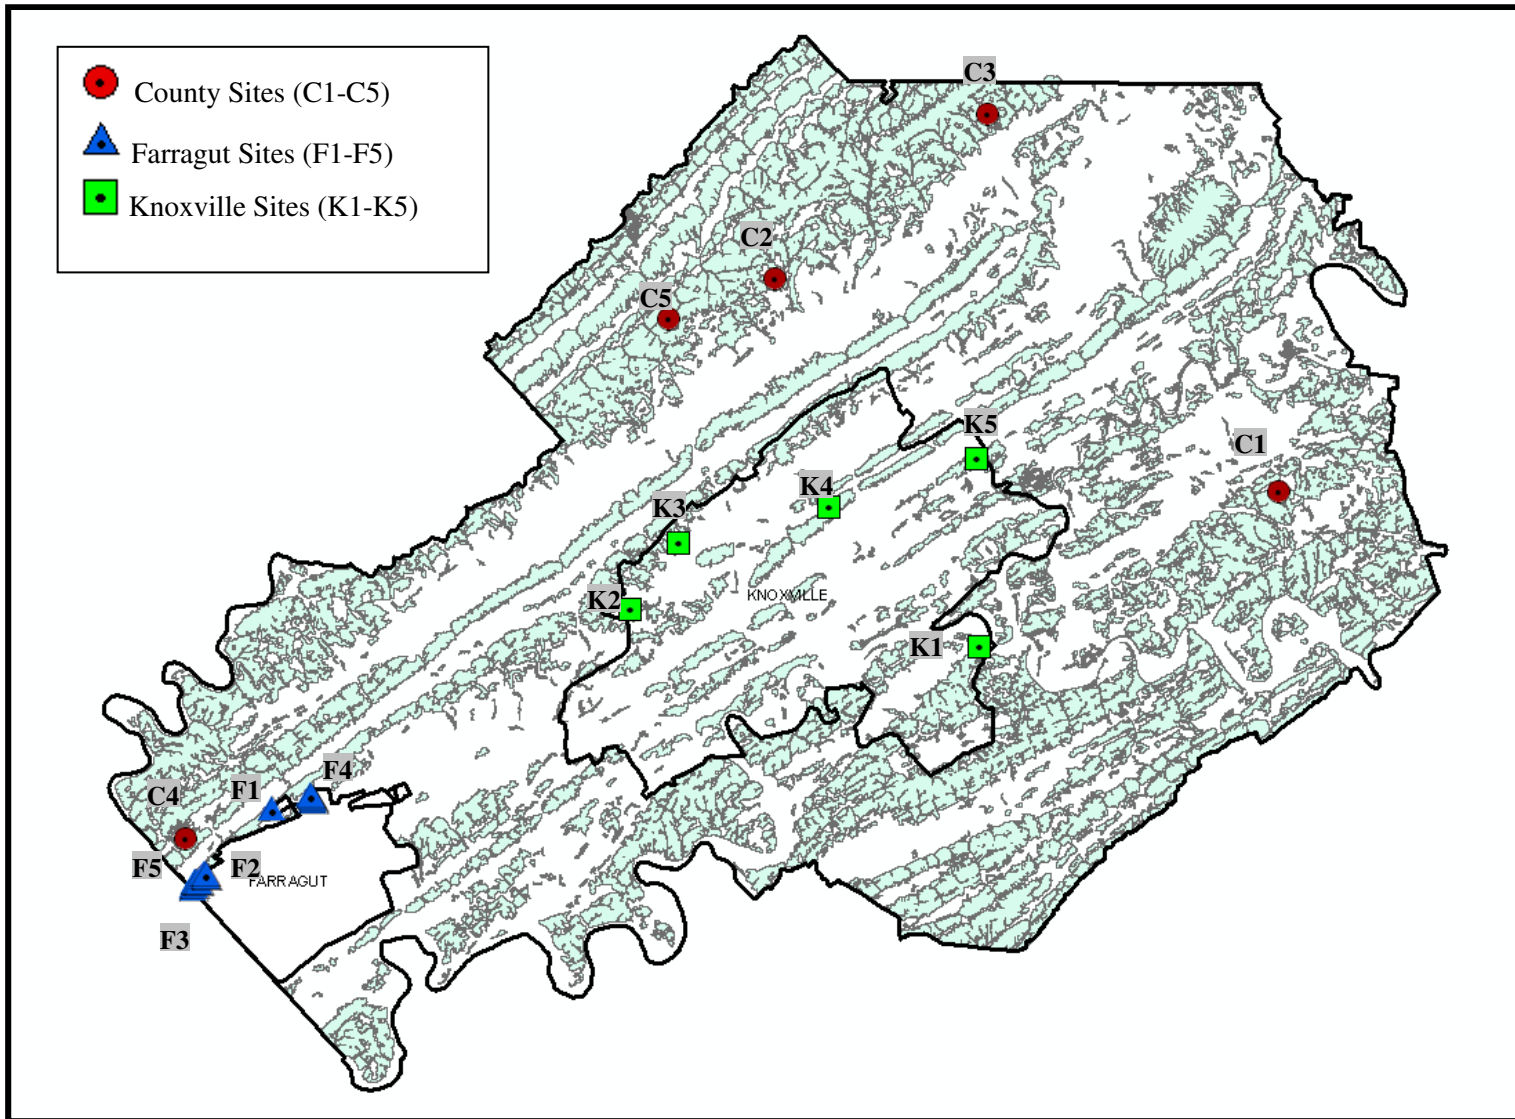 County Sites (C1-C5)
Farragut Sites (F1-F5)
Knoxville Sites (K1-K5)
C3
C2
C5
K5
C1
K4
K3
K2
KNOXVILLE
K1
F4
F1
C4
F5
F2
FARRAGUT
F3